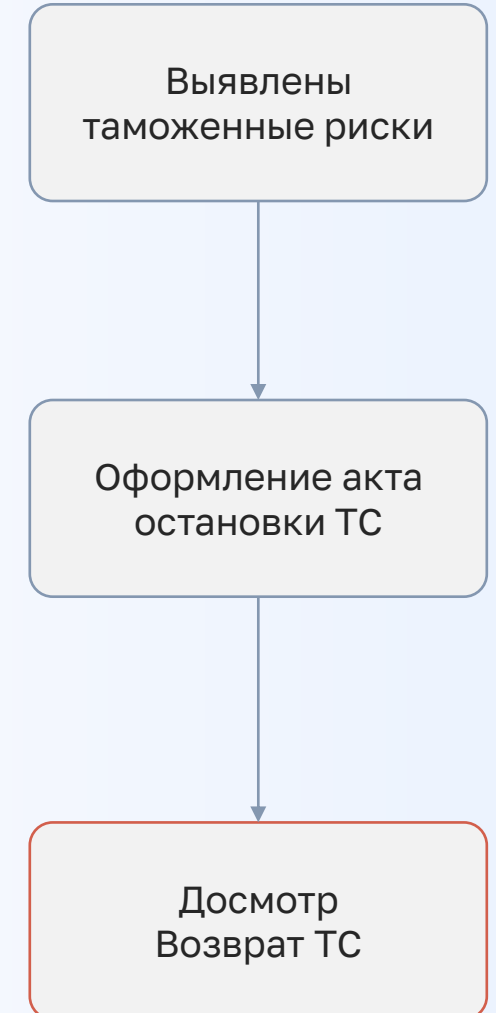 Выявлены
таможенные риски
Оформление акта
остановки ТС
Досмотр
Возврат ТС